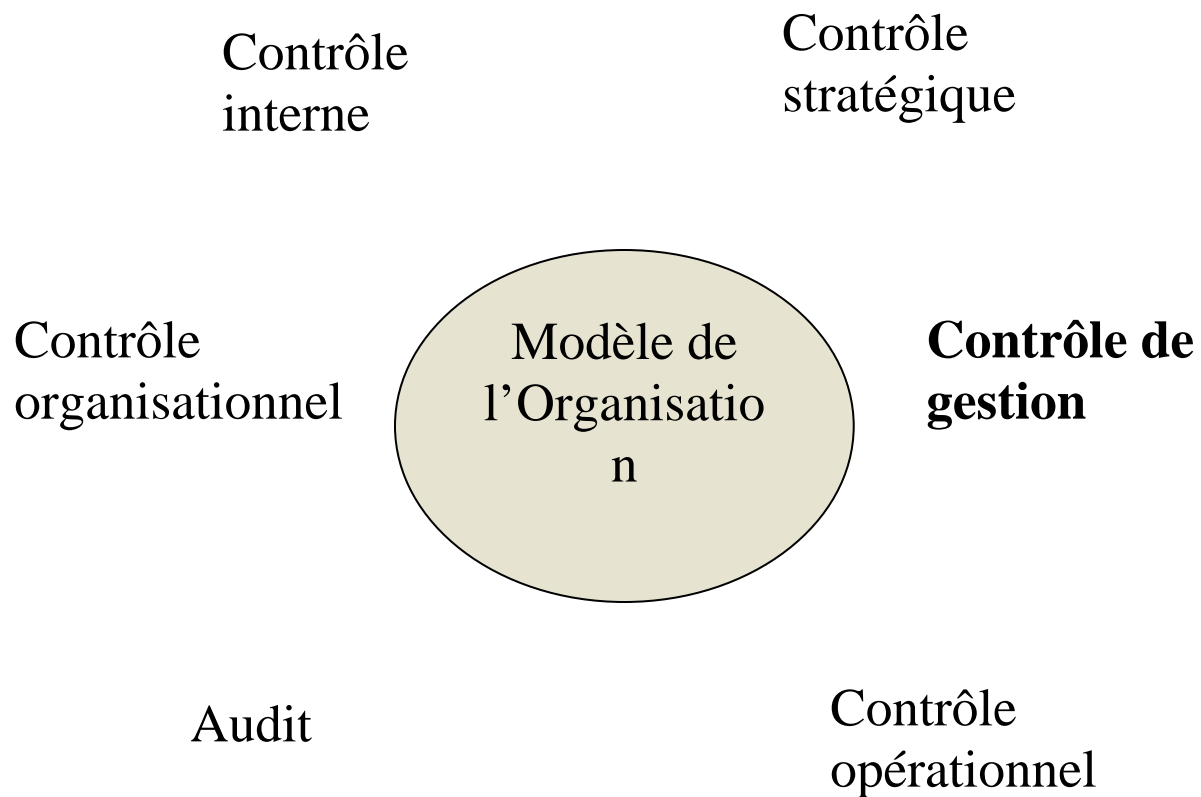 Contrôle
interne
Contrôle
stratégique
Contrôle
organisationnel
Modèle de
l’Organisatio
n
Contrôle de
gestion
Audit
Contrôle
opérationnel